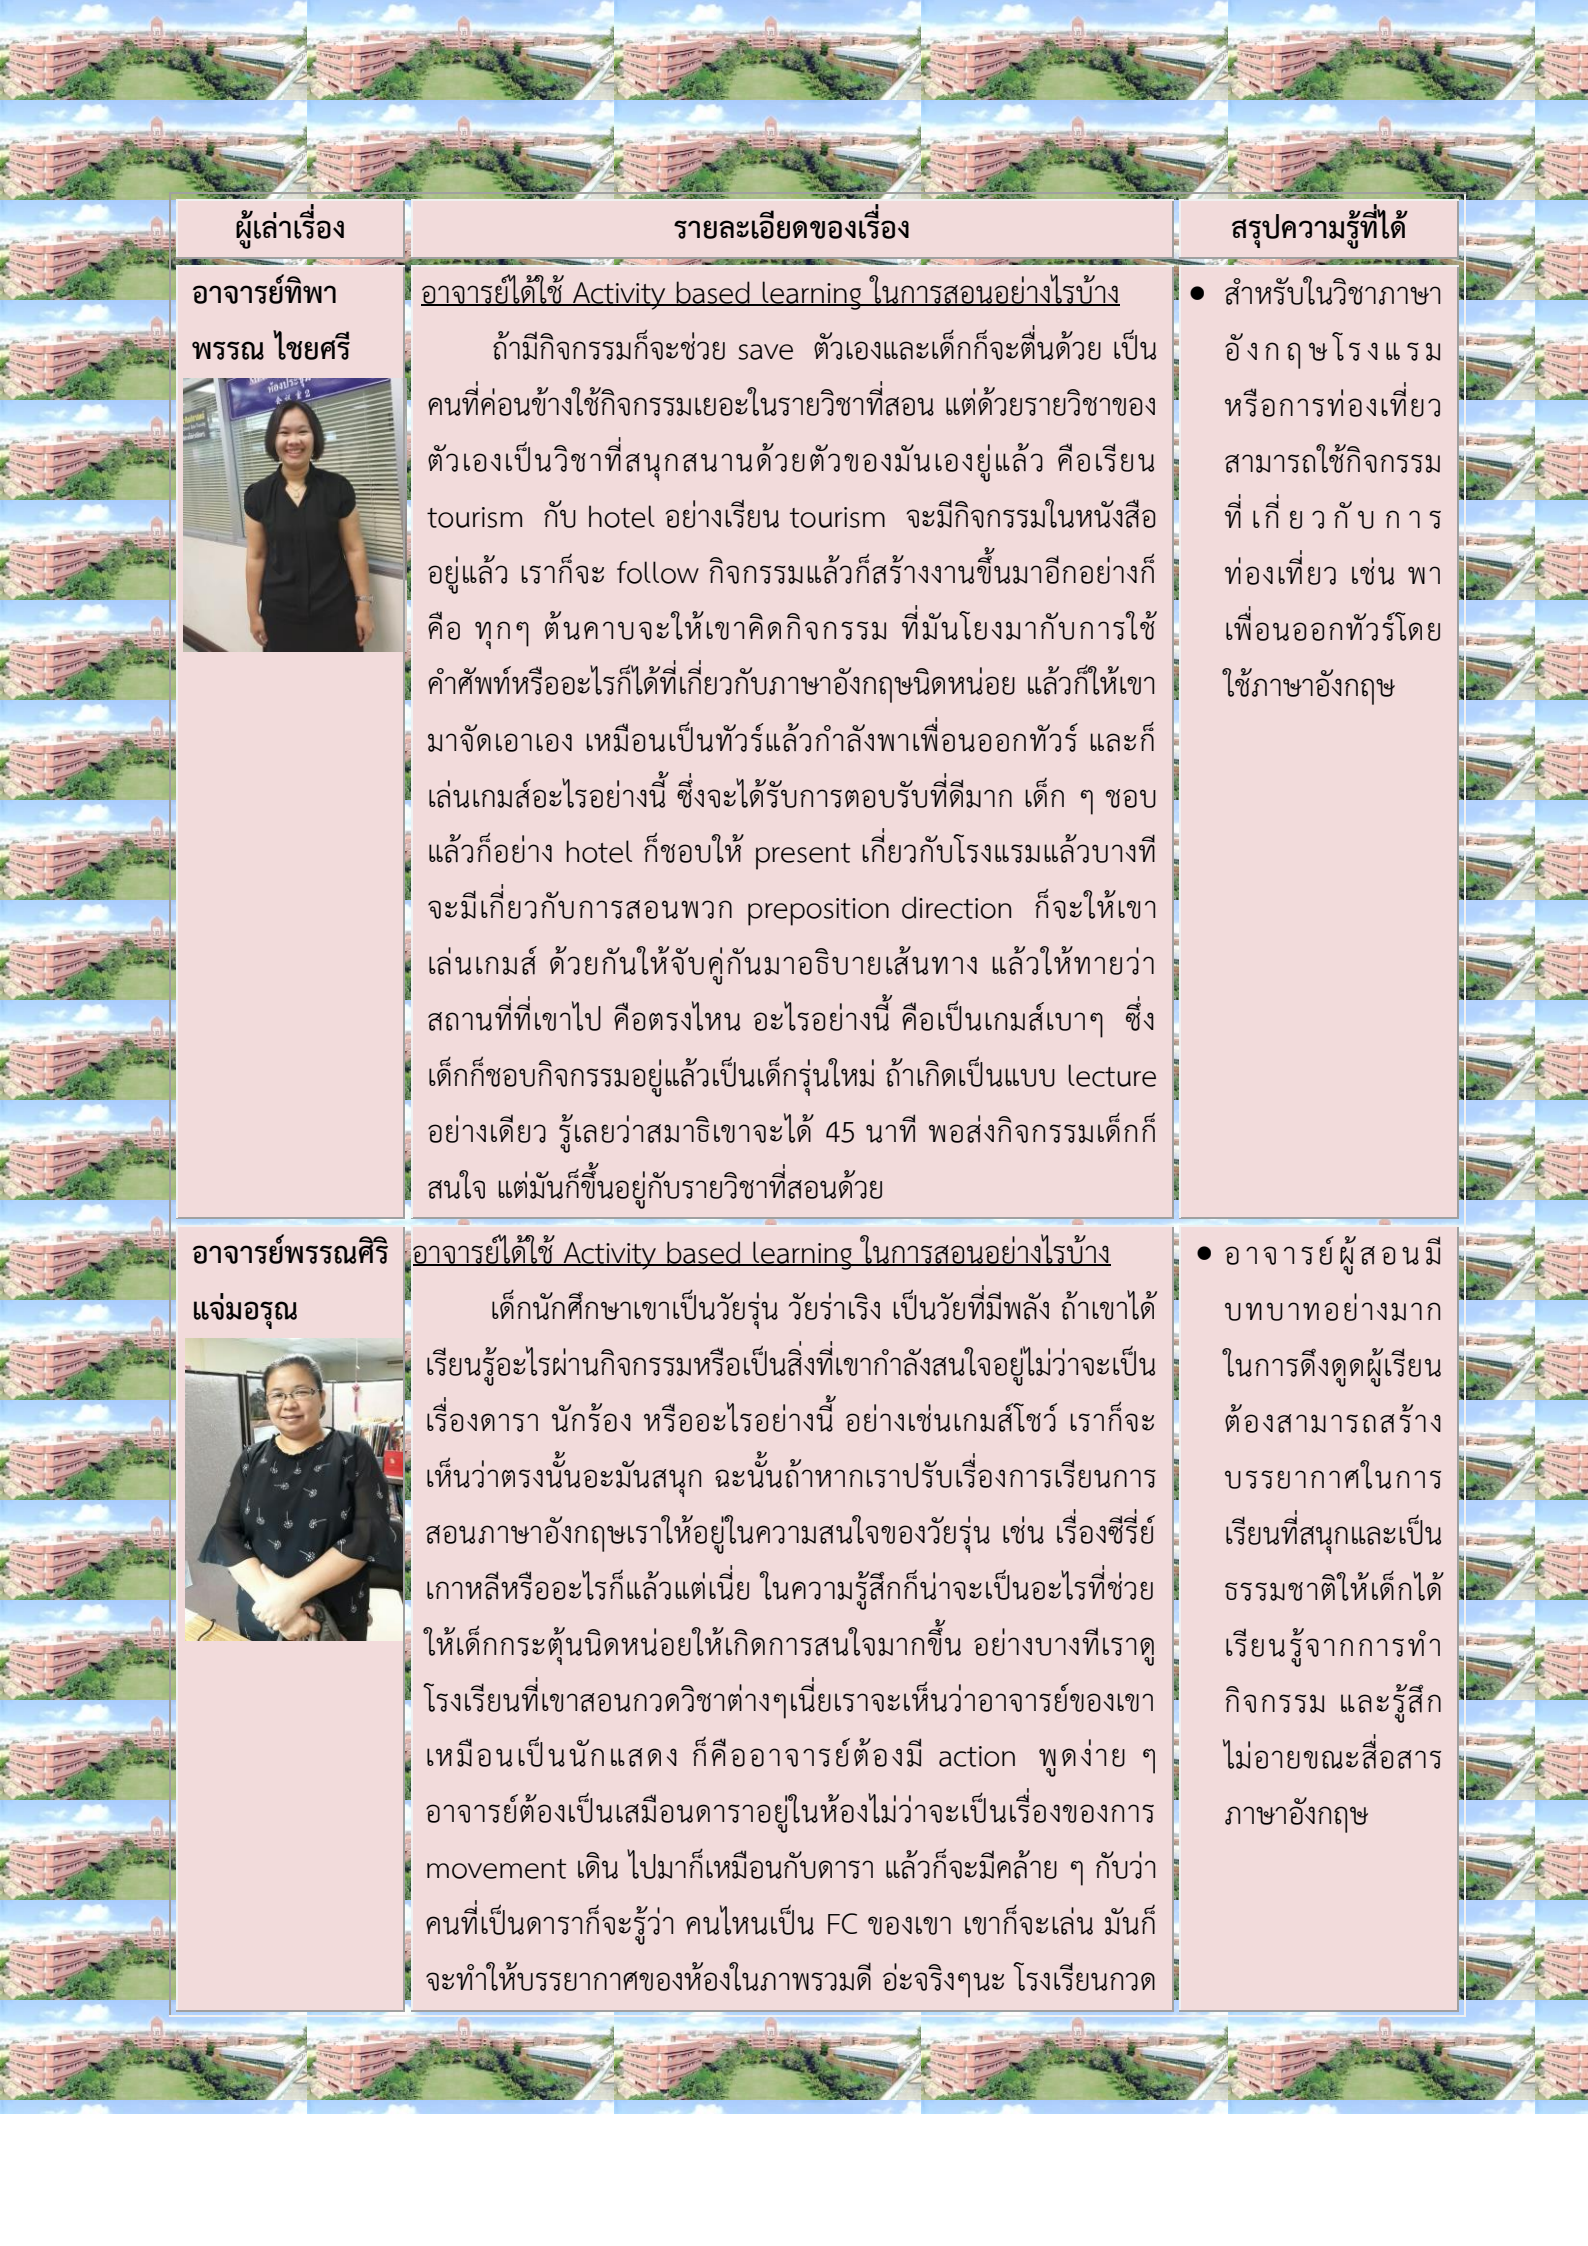 ผู้เล่าเรื่อง
รายละเอียดของเรื่อง
สรุปความรู้ที่ได้
อาจารย์ทิพา
พรรณ ไชยศรี
ห้องประชุม
อาจารย์ได้ใช้ Activity based learning ในการสอนอย่างไรบ้าง
ถ้ามีกิจกรรมก็จะช่วย save ตัวเองและเด็กก็จะตื่นด้วย เป็น
คนที่ค่อนข้างใช้กิจกรรมเยอะในรายวิชาที่สอน แต่ด้วยรายวิชาของ
ตัวเองเป็นวิชาที่สนุกสนานด้วยตัวของมันเองยู่แล้ว คือเรียน
tourism กับ hotel อย่างเรียน tourism จะมีกิจกรรมในหนังสือ
อยู่แล้ว เราก็จะ follow กิจกรรมแล้วก็สร้างงานขึ้นมาอีกอย่างก็
คือ ทุกๆ ต้นคาบจะให้เขาคิดกิจกรรม ที่มันโยงมากับการใช้
คำศัพท์หรืออะไรก็ได้ที่เกี่ยวกับภาษาอังกฤษนิดหน่อย แล้วก็ให้เขา
มาจัดเอาเอง เหมือนเป็นทัวร์แล้วกำลังพาเพื่อนออกทัวร์ และก็
เล่นเกมส์อะไรอย่างนี้ ซึ่งจะได้รับการตอบรับที่ดีมาก เด็ก ๆ ชอบ
แล้วก็อย่าง hotel ก็ชอบให้ present เกี่ยวกับโรงแรมแล้วบางที
จะมีเกี่ยวกับการสอนพวก preposition direction ก็จะให้เขา
เล่นเกมส์ ด้วยกันให้จับคู่กันมาอธิบายเส้นทาง แล้วให้ทายว่า
สถานที่ที่เขาไป คือตรงไหน อะไรอย่างนี้ คือเป็นเกมส์เบาๆ ซึ่ง
เด็กก็ชอบกิจกรรมอยู่แล้วเป็นเด็กรุ่นใหม่ ถ้าเกิดเป็นแบบ lecture
อย่างเดียว รู้เลยว่าสมาธิเขาจะได้ 45 นาที พอส่งกิจกรรมเด็กก็
สนใจ แต่มันก็ขึ้นอยู่กับรายวิชาที่สอนด้วย
● สำหรับในวิชาภาษา
อังกฤษโรงแรม
หรือการท่องเที่ยว
สามารถใช้กิจกรรม
ที่เกี่ยวกับการ
ท่องเที่ยว เช่น พา
เพื่อนออกทัวร์โดย
ใช้ภาษาอังกฤษ
อาจารย์พรรณศิริ
แจ่มอรุณ
อาจารย์ได้ใช้ Activity based learning ในการสอนอย่างไรบ้าง
เด็กนักศึกษาเขาเป็นวัยรุ่น วัยร่าเริง เป็นวัยที่มีพลัง ถ้าเขาได้
เรียนรู้อะไรผ่านกิจกรรมหรือเป็นสิ่งที่เขากำลังสนใจอยู่ไม่ว่าจะเป็น
เรื่องดารา นักร้อง หรืออะไรอย่างนี้ อย่างเช่นเกมส์โชว์ เราก็จะ
เห็นว่าตรงนั้นอะมันสนุก ฉะนั้นถ้าหากเราปรับเรื่องการเรียนการ
สอนภาษาอังกฤษเราให้อยู่ในความสนใจของวัยรุ่น เช่น เรื่องซีรี่ย์
เกาหลีหรืออะไรก็แล้วแต่เนี่ย ในความรู้สึกก็น่าจะเป็นอะไรที่ช่วย
ให้เด็กกระตุ้นนิดหน่อยให้เกิดการสนใจมากขึ้น อย่างบางทีเราดู
โรงเรียนที่เขาสอนกวดวิชาต่างๆเนี่ยเราจะเห็นว่าอาจารย์ของเขา
เหมือนเป็นนักแสดง ก็คืออาจารย์ต้องมี action พูดง่าย ๆ
อาจารย์ต้องเป็นเสมือนดาราอยู่ในห้องไม่ว่าจะเป็นเรื่องของการ
movement เดิน ไปมาก็เหมือนกับดารา แล้วก็จะมีคล้าย ๆ กับว่า
คนที่เป็นดาราก็จะรู้ว่า คนไหนเป็น FC ของเขา เขาก็จะเล่น มันก็
จะทำให้บรรยากาศของห้องในภาพรวมดี อ่ะจริงๆนะ โรงเรียนกวด
● อาจารย์ผู้สอนมี
บทบาทอย่างมาก
ในการดึงดูดผู้เรียน
ต้องสามารถสร้าง
บรรยากาศในการ
เรียนที่สนุกและเป็น
ธรรมชาติให้เด็กได้
เรียนรู้จากการทำ
กิจกรรม และรู้สึก
ไม่อายขณะสื่อสาร
ภาษาอังกฤษ